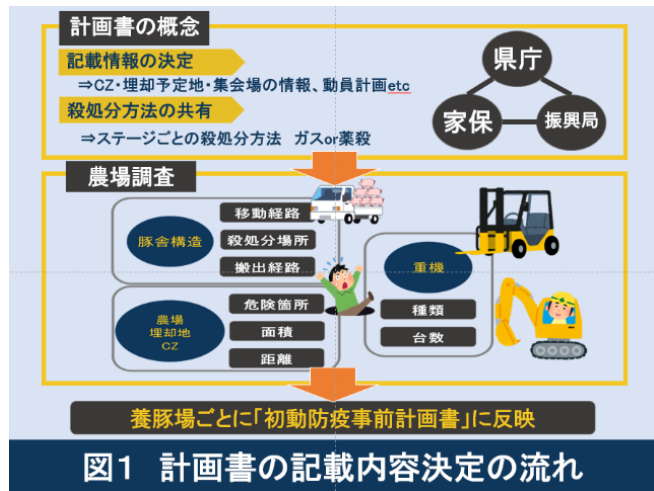 計画書の概念
記載情報の決定
⇒CZ・埋却予定地・集会場の情報、動員計画etc
殺処分方法の共有
⇒ステージごとの殺処分方法 ガスor薬殺
県庁
家保
振興局
農場調査
豚舎構造
移動経路
殺処分場所
搬出経路
農場
埋却地
CZ
危険箇所
面積
距離
重機
種類
台数
養豚場ごとに「初動防疫事前計画書」に反映
図1 計画書の記載内容決定の流れ